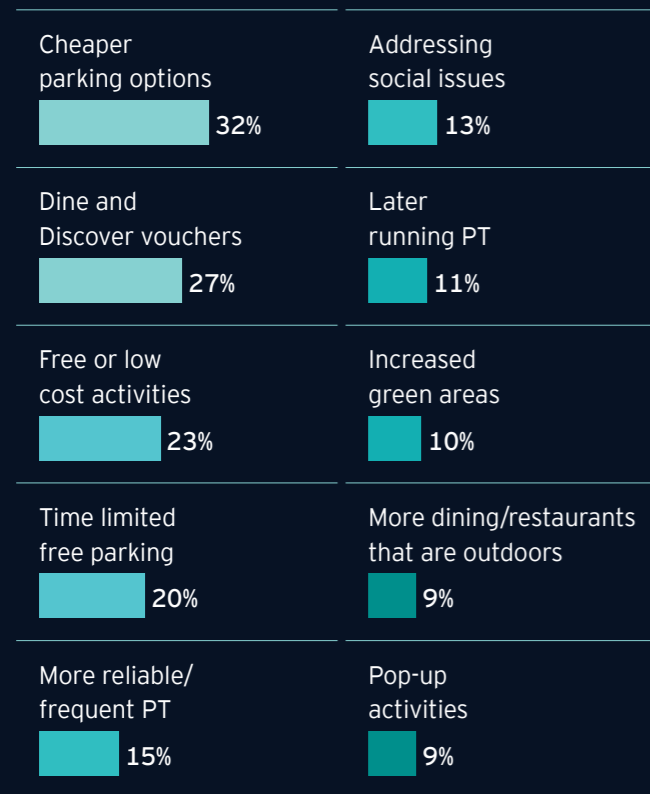 Cheaper
parking options
32%
Dine and
Discover vouchers
27%
Free or low
cost activities
23%
Time limited
free parking
20%
More reliable/
frequent PT
15%
Addressing
social issues
13%
Later
running PT
11%
Increased
green areas
10%
More dining/restaurants
that are outdoors
9%
Pop-up
activities
9%